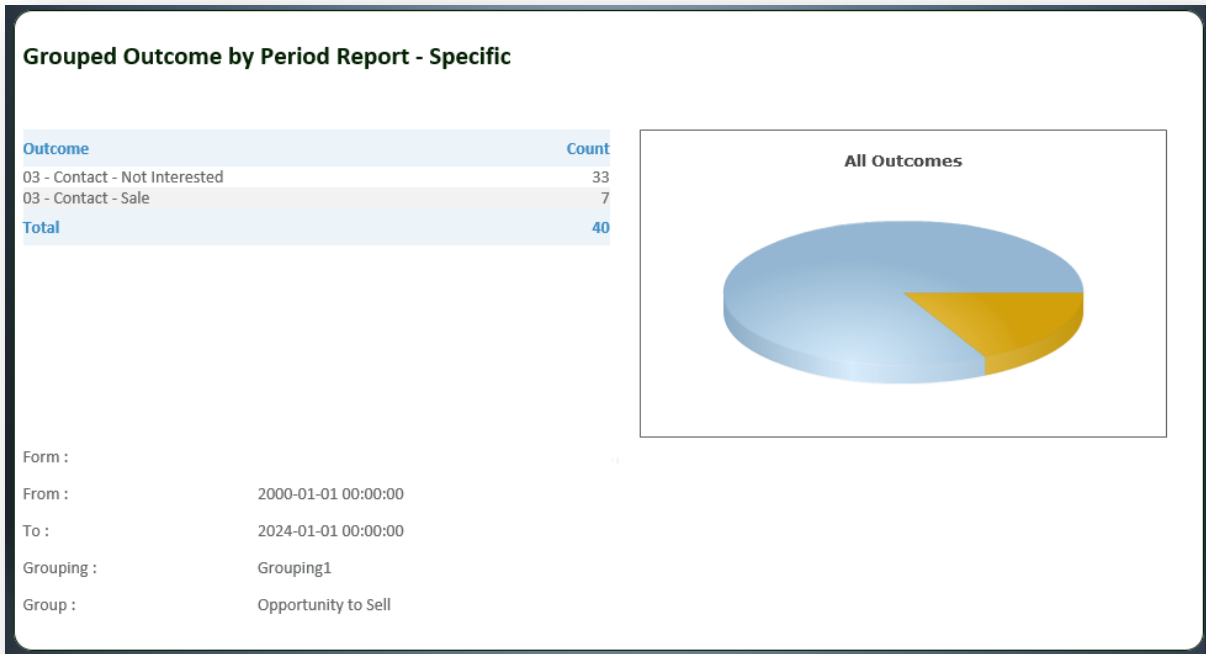 Grouped Outcome by Period Report - Specific
Outcome Count
03 - Contact - Not Interested 33
03 - Contact - Sale 7
Total 40
All Outcomes
Form :
From : 2000-01-01 00:00:00
To : 2024-01-01 00:00:00
Grouping : Grouping1
Group : Opportunity to Sell